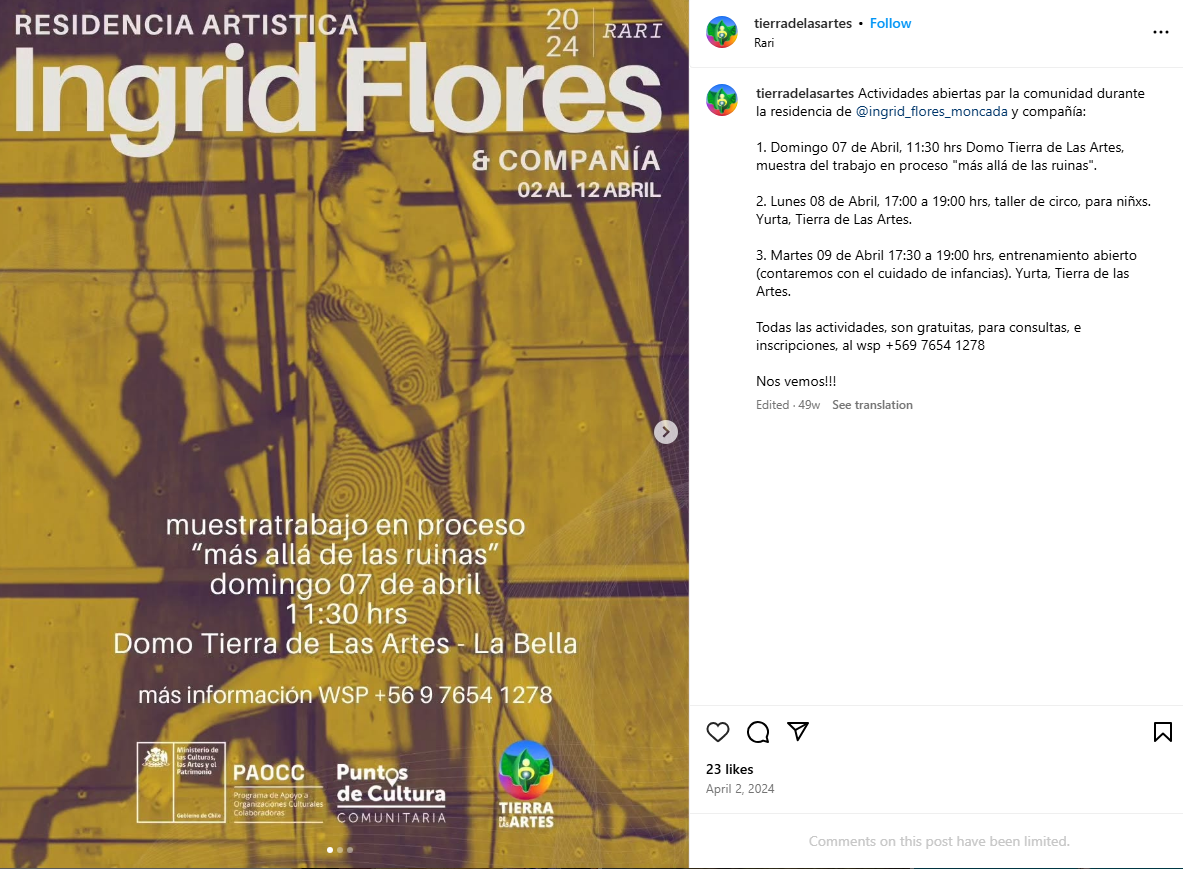 RESIDENCIA ARTISTICA
2024
RARI
Ingrid Flores
& COMPAÑÍA
02 AL 12 ABRIL
muestratrabajo en proceso
“más allá de las ruinas”
domingo 07 de abril
11:30 hrs
Domo Tierra de Las Artes - La Bella
más información WSP +56 9 7654 1278
Ministerio de
las Culturas,
las Artes y el
Patrimonio
Gobierno de Chile
PAOCC
Programa de Apoyo a
Organizaciones Culturales
Colaboradoras
Puntos
de Cultura
COMUNITARIA
TIERRA
DE LAS ARTES
tierradelasartes • Follow
Rari
tierradelasartes Actividades abiertas par la comunidad durante
la residencia de @ingrid_flores_moncada y compañía:
1. Domingo 07 de Abril, 11:30 hrs Domo Tierra de Las Artes,
muestra del trabajo en proceso "más allá de las ruinas".
2. Lunes 08 de Abril, 17:00 a 19:00 hrs, taller de circo, para niñxs.
Yurta, Tierra de Las Artes.
3. Martes 09 de Abril 17:30 a 19:00 hrs, entrenamiento abierto
(contaremos con el cuidado de infancias). Yurta, Tierra de las
Artes.
Todas las actividades, son gratuitas, para consultas, e
inscripciones, al wsp +569 7654 1278
Nos vemos!!!
Edited · 49w See translation
23 likes
April 2, 2024
Comments on this post have been limited.